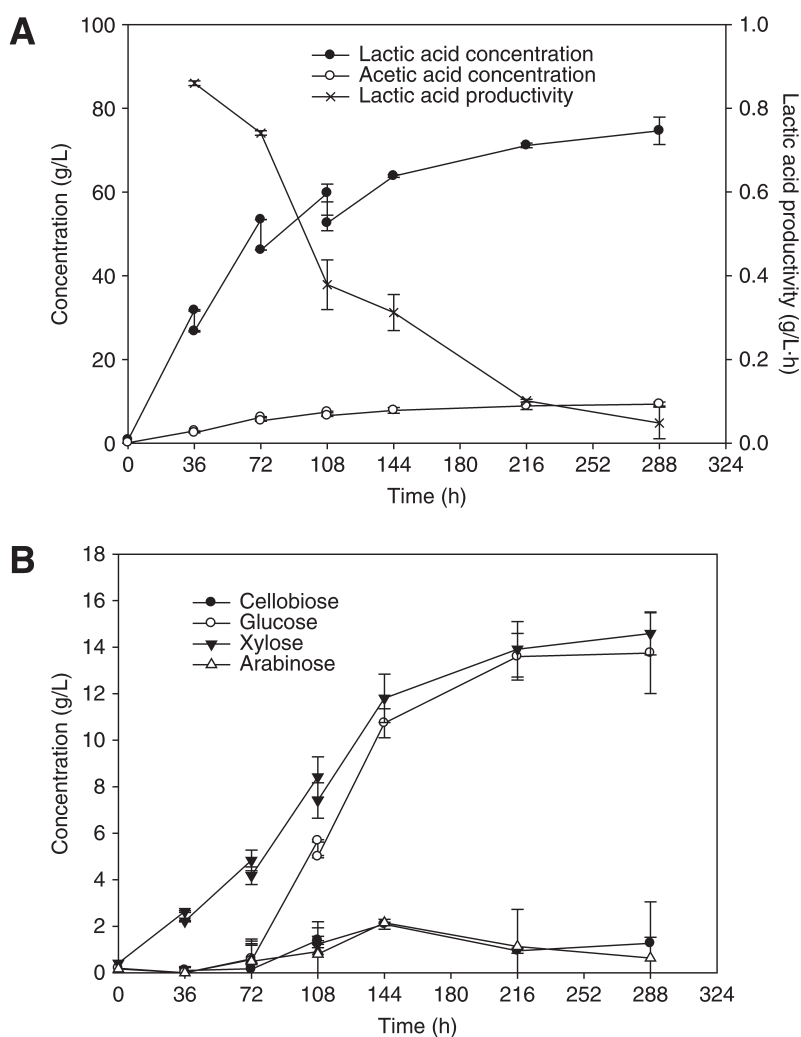 A
100
80
60
40
20
0
Concentration (g/L)
Lactic acid concentration
Acetic acid concentration
Lactic acid productivity
1.0
0.8
0.6
0.4
0.2
0.0
Lactic acid productivity (g/L·h)
0 36 72 108 144 180 216 252 288 324
Time (h)
B
18
16
14
12
10
8
6
4
2
0
Concentration (g/L)
Cellobiose
Glucose
Xylose
Arabinose
0 36 72 108 144 180 216 252 288 324
Time (h)